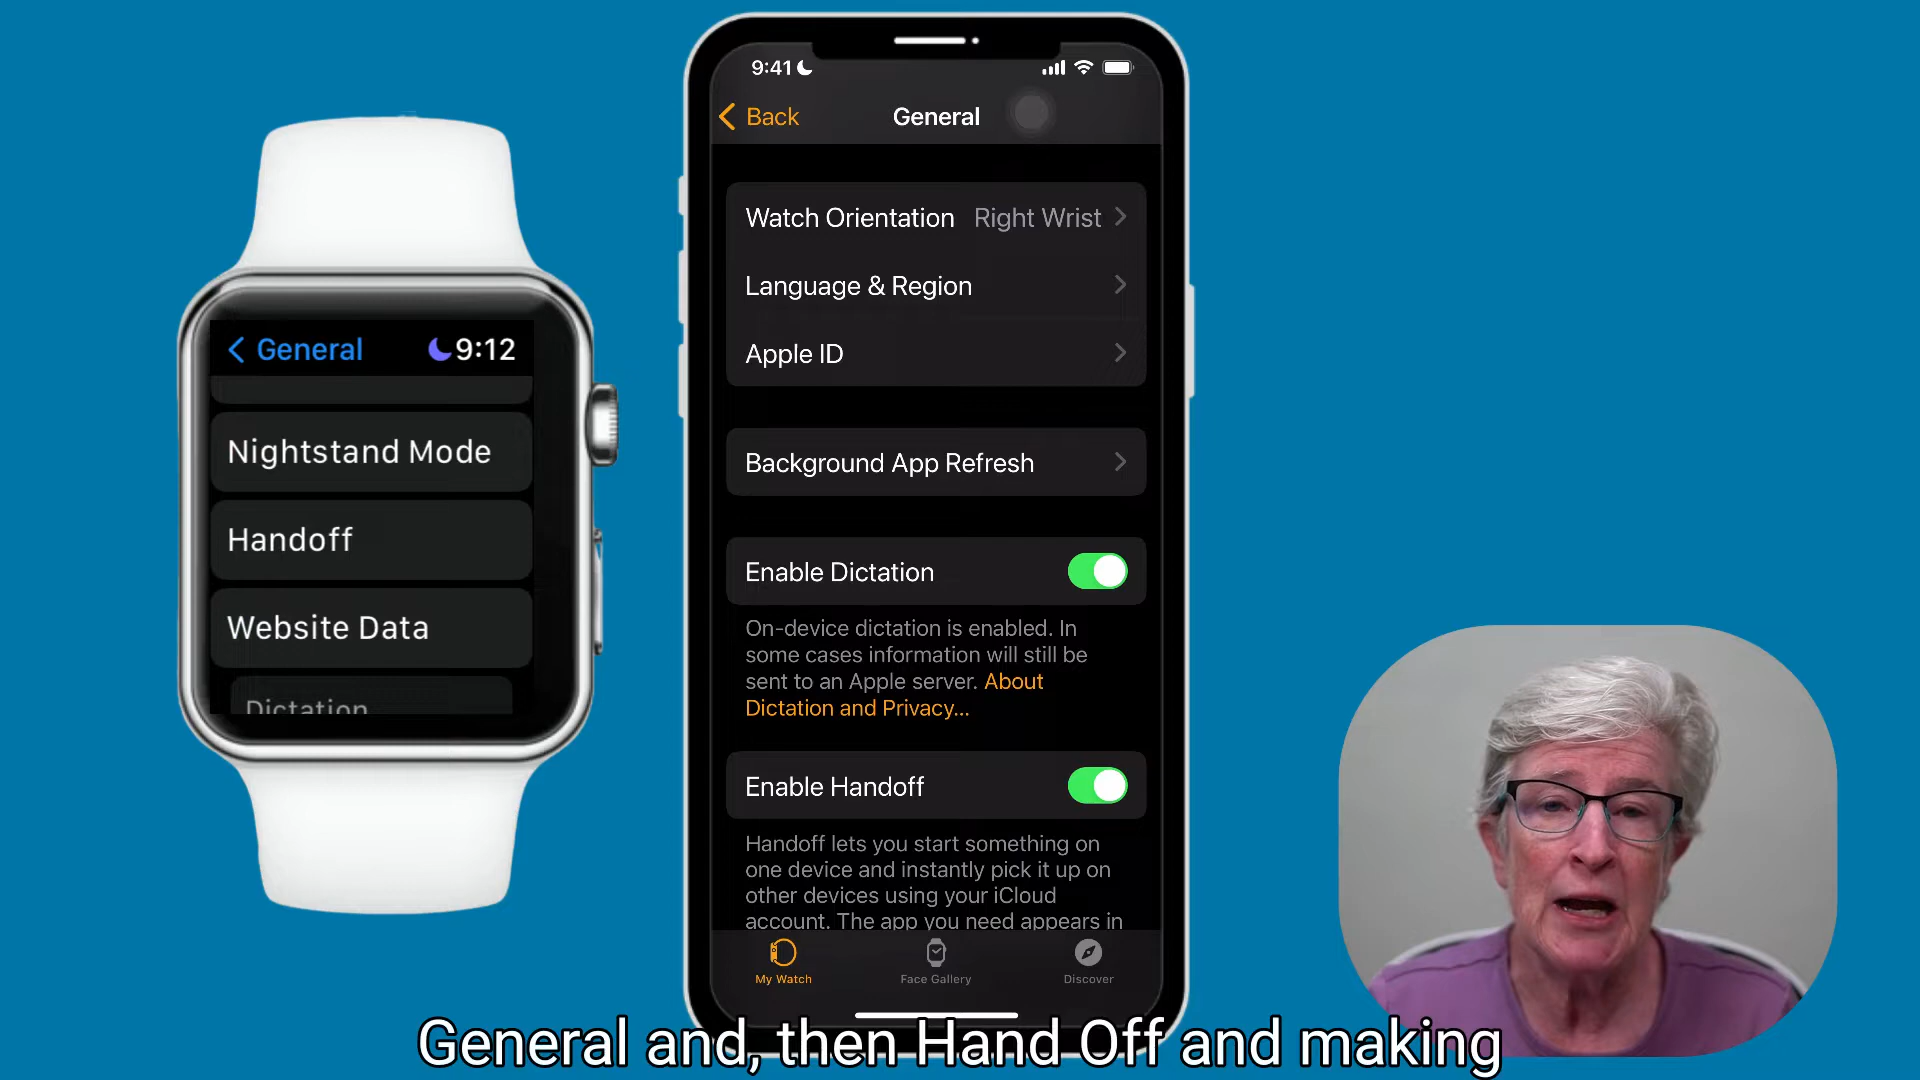 General 9:12
Nightstand Mode
Handoff
Website Data
Dictation
9:41
Back General
Watch Orientation Right Wrist
Language & Region
Apple ID
Background App Refresh
Enable Dictation
On-device dictation is enabled. In
some cases information will still be
sent to an Apple server. About
Dictation and Privacy...
Enable Handoff
Handoff lets you start something on
one device and instantly pick it up on
other devices using your iCloud
account. The app you need appears in
My Watch Face Gallery Discover
General and, then Hand Off and making